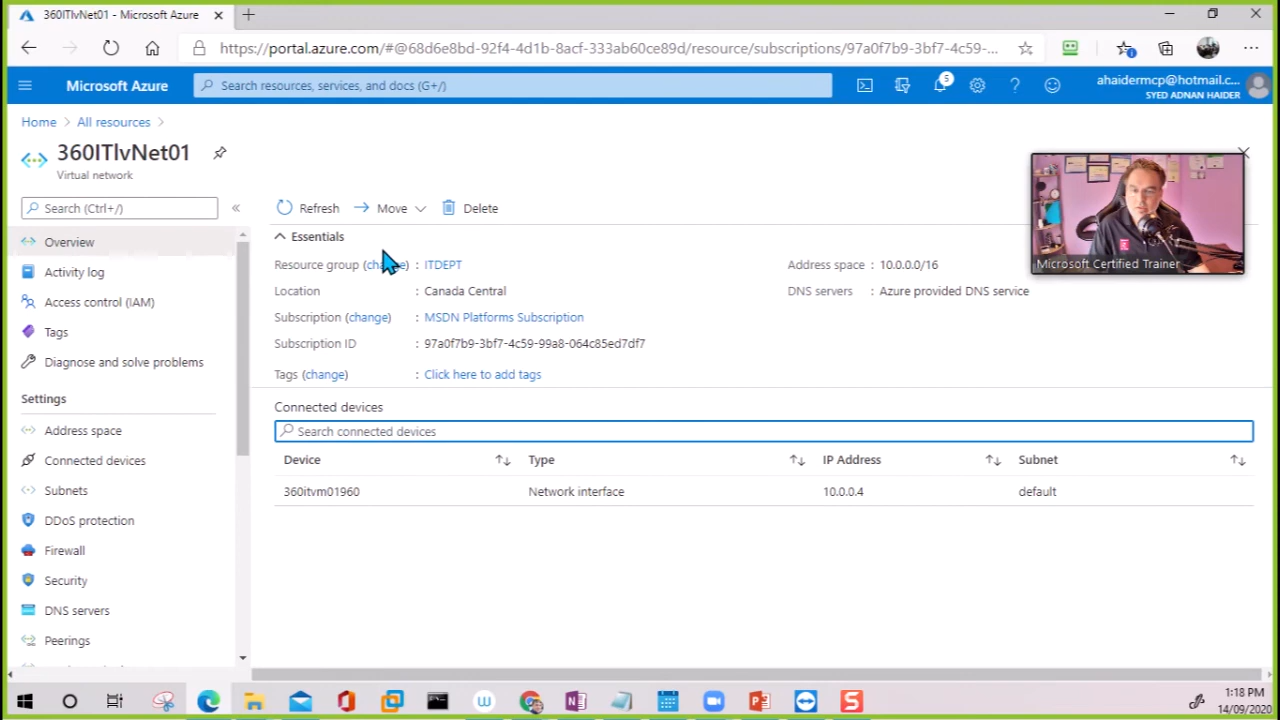 360ITlvNet01 - Microsoft Azure
https://portal.azure.com/#@68d6e8bd-92f4-4d1b-8acf-333ab60ce89d/resource/subscriptions/97a0f7b9-3bf7-4c59-...
Microsoft Azure
Search resources, services, and docs (G+/)
5
ahaidermcp@hotmail.c...
SYED ADNAN HAIDER
Home > All resources >
360ITlvNet01
Virtual network
Search (Ctrl+/)
Overview
Activity log
Access control (IAM)
Tags
Diagnose and solve problems
Settings
Address space
Connected devices
Subnets
DDoS protection
Firewall
Security
DNS servers
Peerings
Refresh Move Delete
Essentials
Resource group (change) : ITDEPT
Location : Canada Central
Subscription (change) : MSDN Platforms Subscription
Subscription ID : 97a0f7b9-3bf7-4c59-99a8-064c85ed7df7
Tags (change) : Click here to add tags
Address space : 10.0.0.0/16
DNS servers : Azure provided DNS service
Microsoft Certified Trainer
Connected devices
Search connected devices
Device Type IP Address Subnet
360itvm01960 Network interface 10.0.0.4 default
1:18 PM
14/09/2020